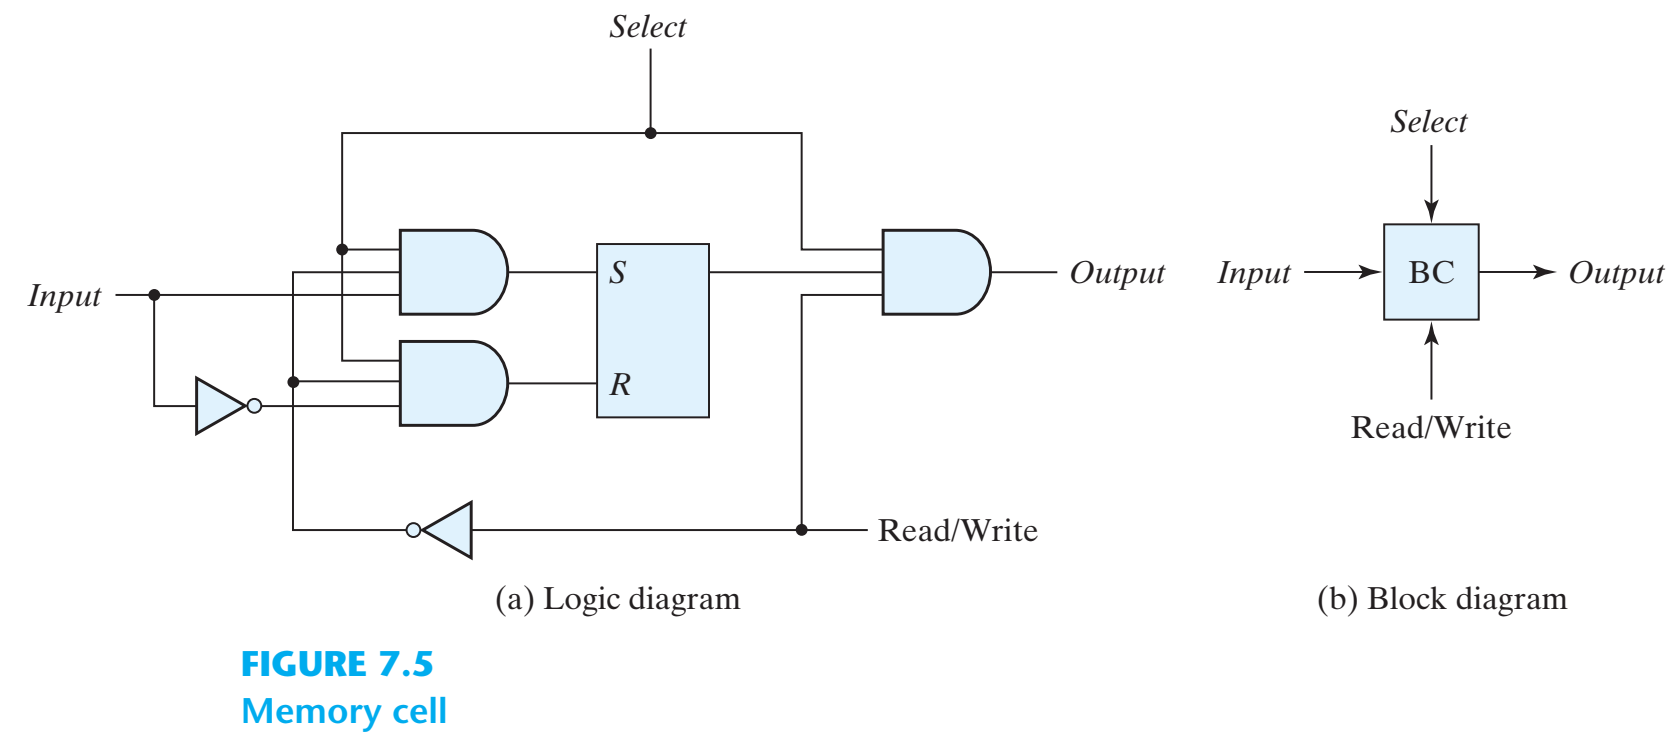 Select
Input
S
R
Output
Read/Write
(a) Logic diagram
Select
Input
BC
Output
Read/Write
(b) Block diagram
FIGURE 7.5
Memory cell